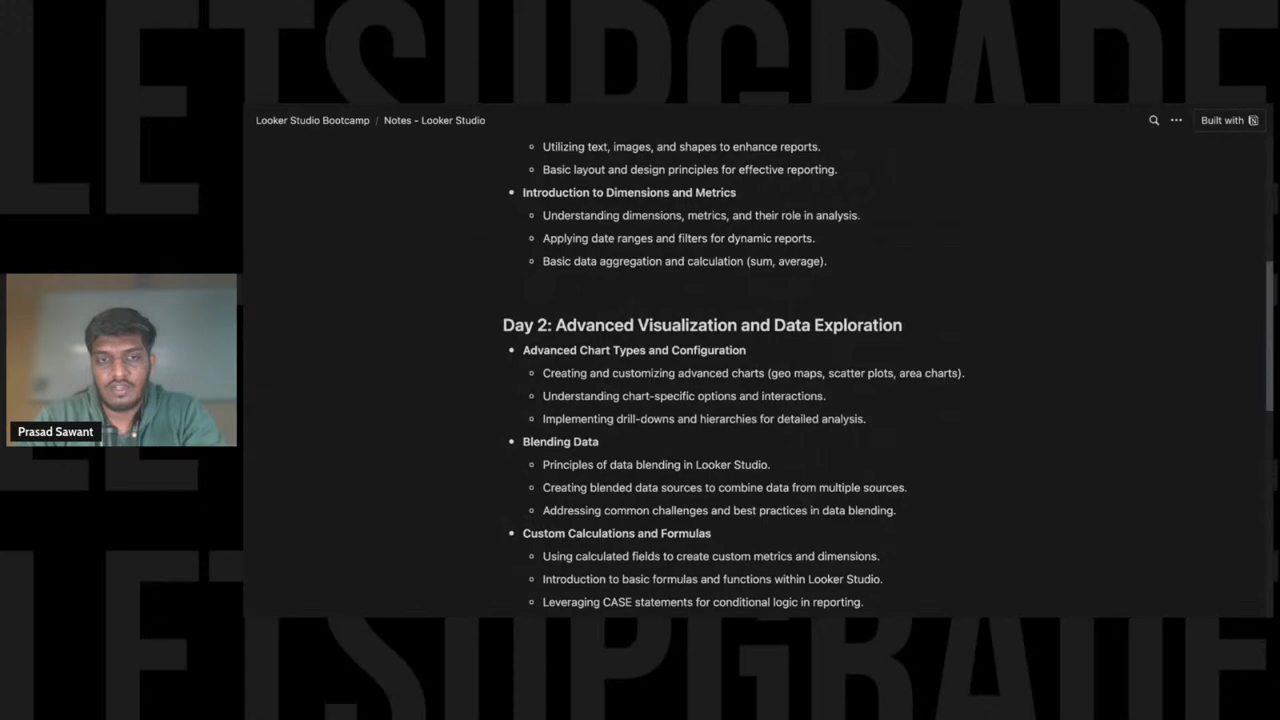 LETSUPGRADE
Looker Studio Bootcamp / Notes - Looker Studio
Built with
Utilizing text, images, and shapes to enhance reports.
Basic layout and design principles for effective reporting.
Introduction to Dimensions and Metrics
Understanding dimensions, metrics, and their role in analysis.
Applying date ranges and filters for dynamic reports.
Basic data aggregation and calculation (sum, average).
Day 2: Advanced Visualization and Data Exploration
Advanced Chart Types and Configuration
Creating and customizing advanced charts (geo maps, scatter plots, area charts).
Understanding chart-specific options and interactions.
Implementing drill-downs and hierarchies for detailed analysis.
Prasad Sawant
Blending Data
Principles of data blending in Looker Studio.
Creating blended data sources to combine data from multiple sources.
Addressing common challenges and best practices in data blending.
Custom Calculations and Formulas
Using calculated fields to create custom metrics and dimensions.
Introduction to basic formulas and functions within Looker Studio.
Leveraging CASE statements for conditional logic in reporting.
LETSUPGRADE